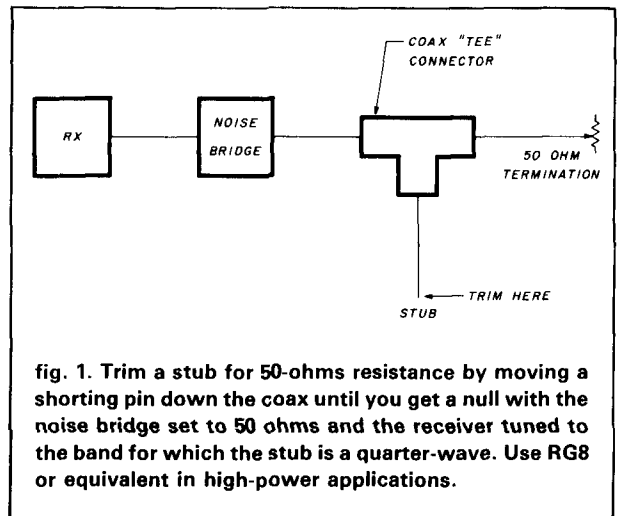 COAX "TEE"
CONNECTOR
RX
NOISE
BRIDGE
50 OHM
TERMINATION
TRIM HERE
STUB
fig. 1. Trim a stub for 50-ohms resistance by moving a
shorting pin down the coax until you get a null with the
noise bridge set to 50 ohms and the receiver tuned to
the band for which the stub is a quarter-wave. Use RG8
or equivalent in high-power applications.